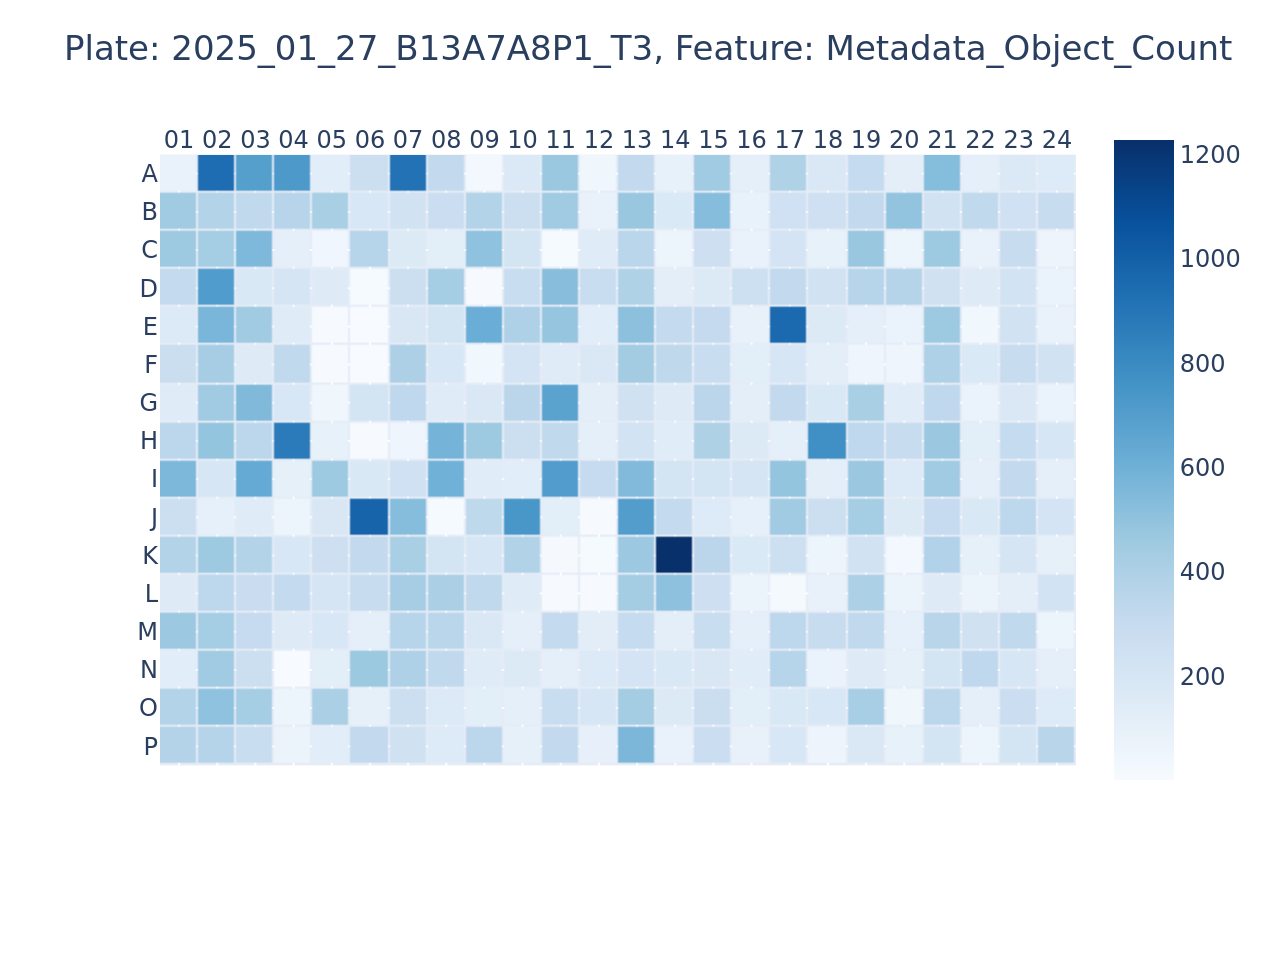 Plate: 2025_01_27_B13A7A8P1_T3, Feature: Metadata_Object_Count
01 02 03 04 05 06 07 08 09 10 11 12 13 14 15 16 17 18 19 20 21 22 23 24
A
B
C
D
E
F
G
H
I
J
K
L
M
N
O
P
1200
1000
800
600
400
200